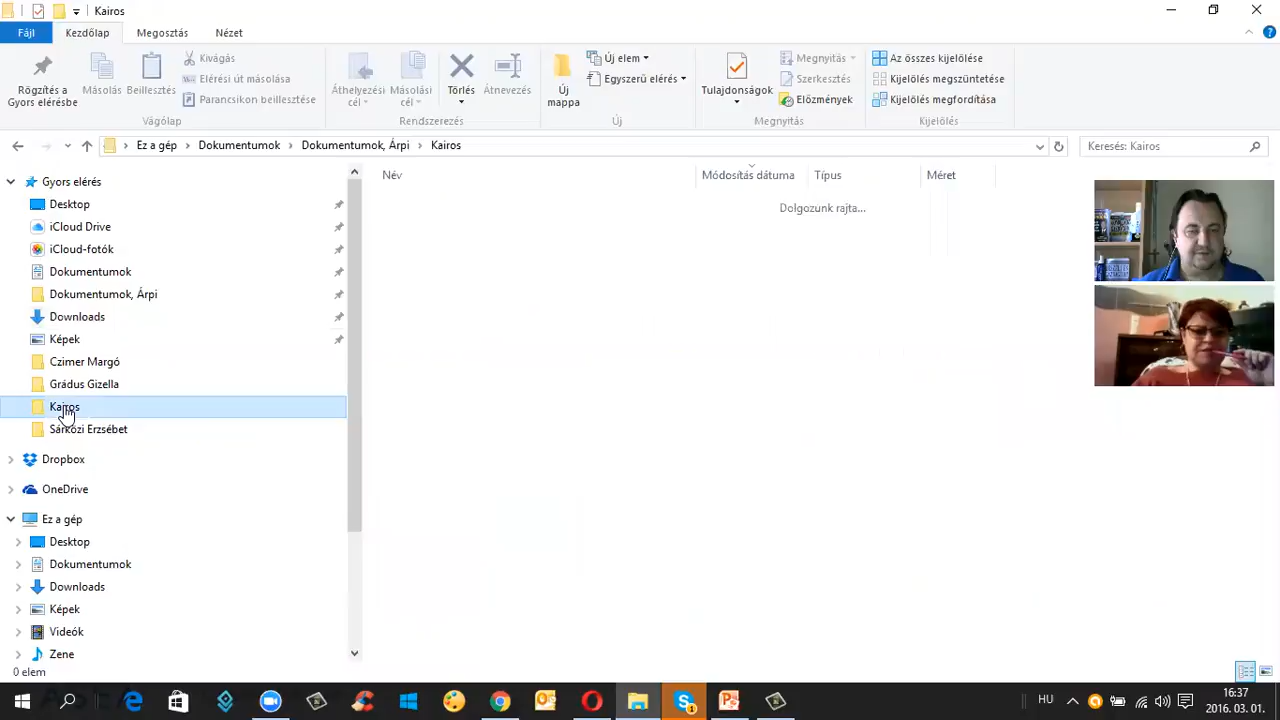 Kairos
Fájl Kezdőlap Megosztás Nézet
Rögzítés a Gyors elérésbe
Másolás
Beillesztés
Kivágás
Elérési út másolása
Parancsikon beillesztése
Vágólap
Áthelyezési cél
Másolási cél
Törlés
Átnevezés
Rendszerezés
Új mappa
Új elem
Egyszerű elérés
Új
Tulajdonságok
Megnyitás
Szerkesztés
Előzmények
Megnyitás
Az összes kijelölése
Kijelölés megszüntetése
Kijelölés megfordítása
Kijelölés
Ez a gép Dokumentumok Dokumentumok, Árpi Kairos
Keresés: Kairos
Név Módosítás dátuma Típus Méret
Dolgozunk rajta...
Gyors elérés
Desktop
iCloud Drive
iCloud-fotók
Dokumentumok
Dokumentumok, Árpi
Downloads
Képek
Czimer Margó
Grádus Gizella
Kairos
Sárközi Erzsébet
Dropbox
OneDrive
Ez a gép
Desktop
Dokumentumok
Downloads
Képek
Videók
Zene
0 elem
HU
16:37
2016. 03. 01.